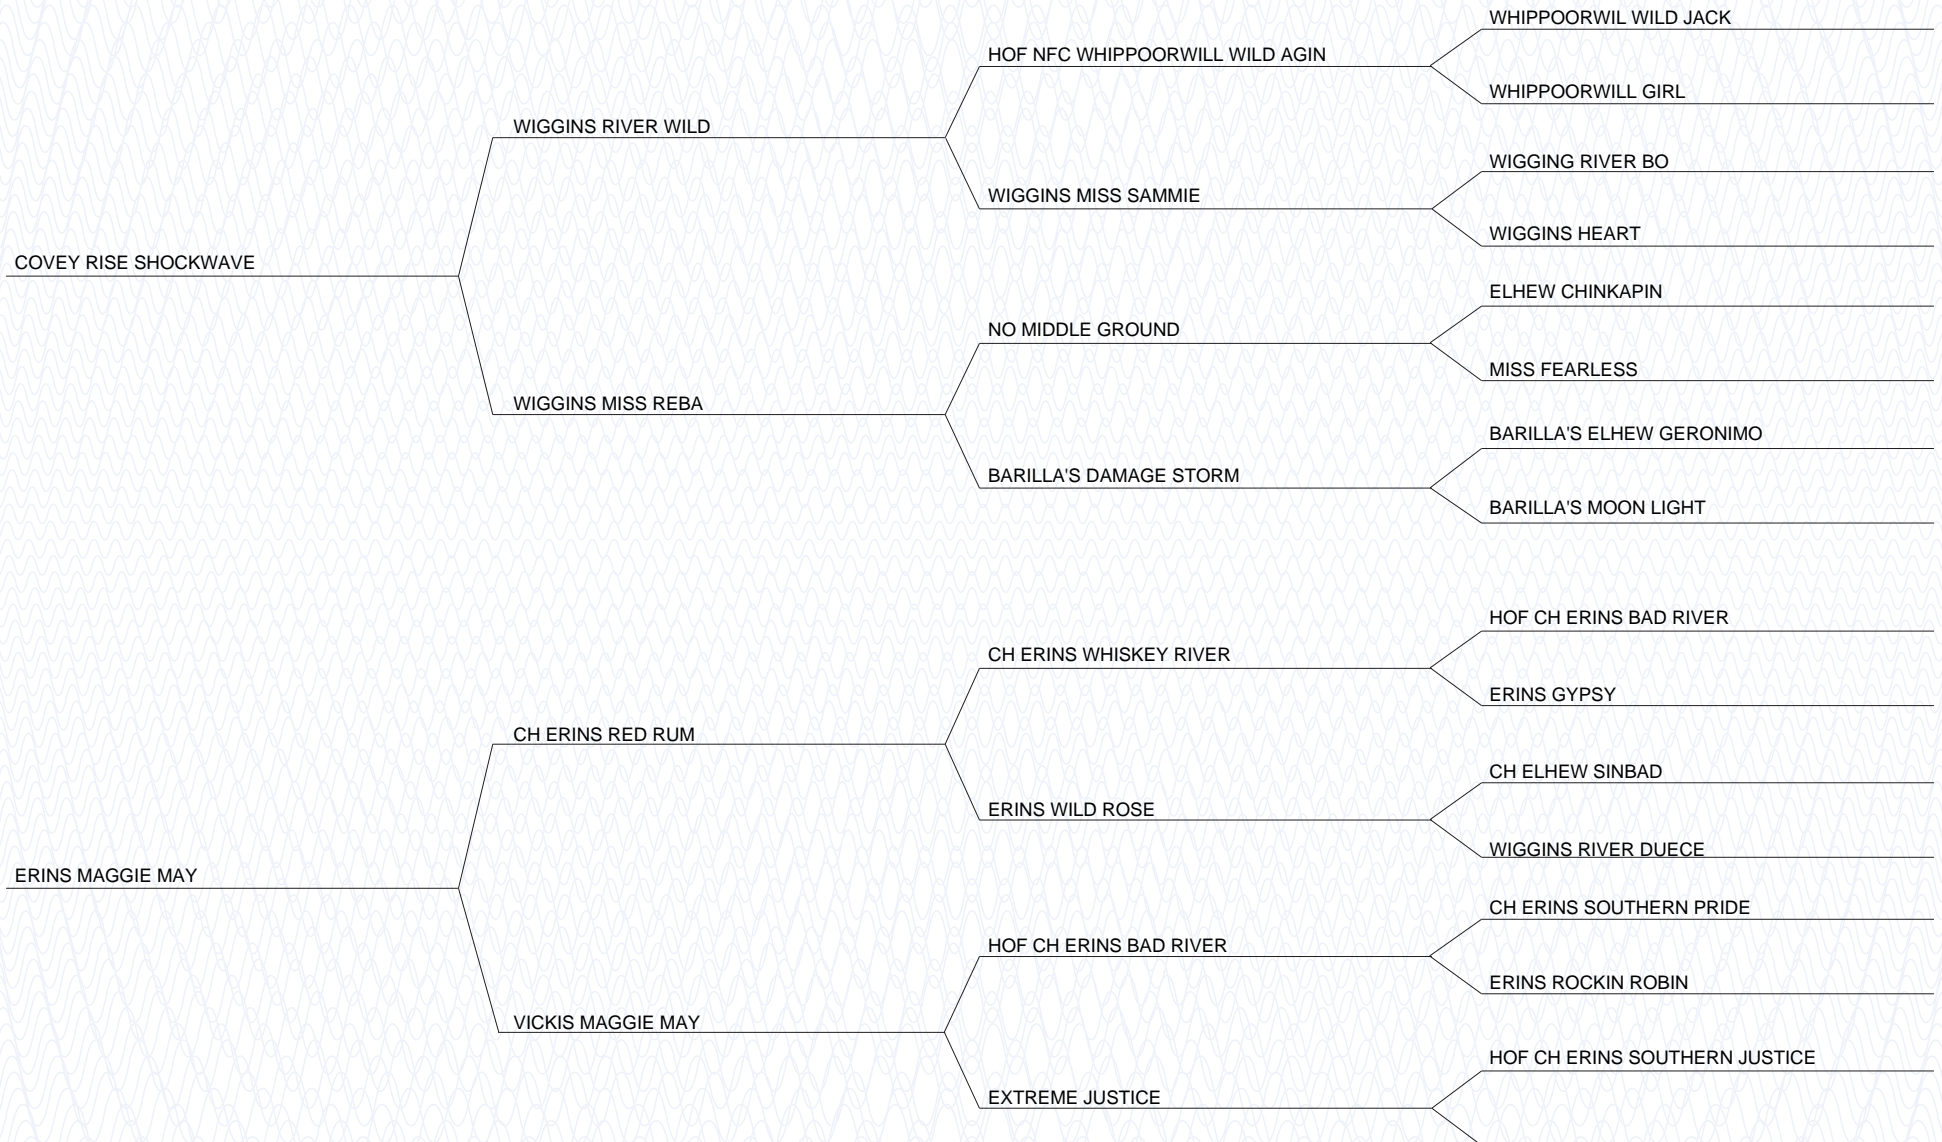 WHIPPOORWIL WILD JACK
HOF NFC WHIPPOORWILL WILD AGIN
WHIPPOORWILL GIRL
WIGGINS RIVER WILD
WIGGING RIVER BO
WIGGINS MISS SAMMIE
WIGGINS HEART
COVEY RISE SHOCKWAVE
ELHEW CHINKAPIN
NO MIDDLE GROUND
MISS FEARLESS
WIGGINS MISS REBA
BARILLA'S ELHEW GERONIMO
BARILLA'S DAMAGE STORM
BARILLA'S MOON LIGHT
HOF CH ERINS BAD RIVER
CH ERINS WHISKEY RIVER
ERINS GYPSY
CH ERINS RED RUM
CH ELHEW SINBAD
ERINS WILD ROSE
WIGGINS RIVER DUECE
ERINS MAGGIE MAY
CH ERINS SOUTHERN PRIDE
HOF CH ERINS BAD RIVER
ERINS ROCKIN ROBIN
VICKIS MAGGIE MAY
HOF CH ERINS SOUTHERN JUSTICE
EXTREME JUSTICE